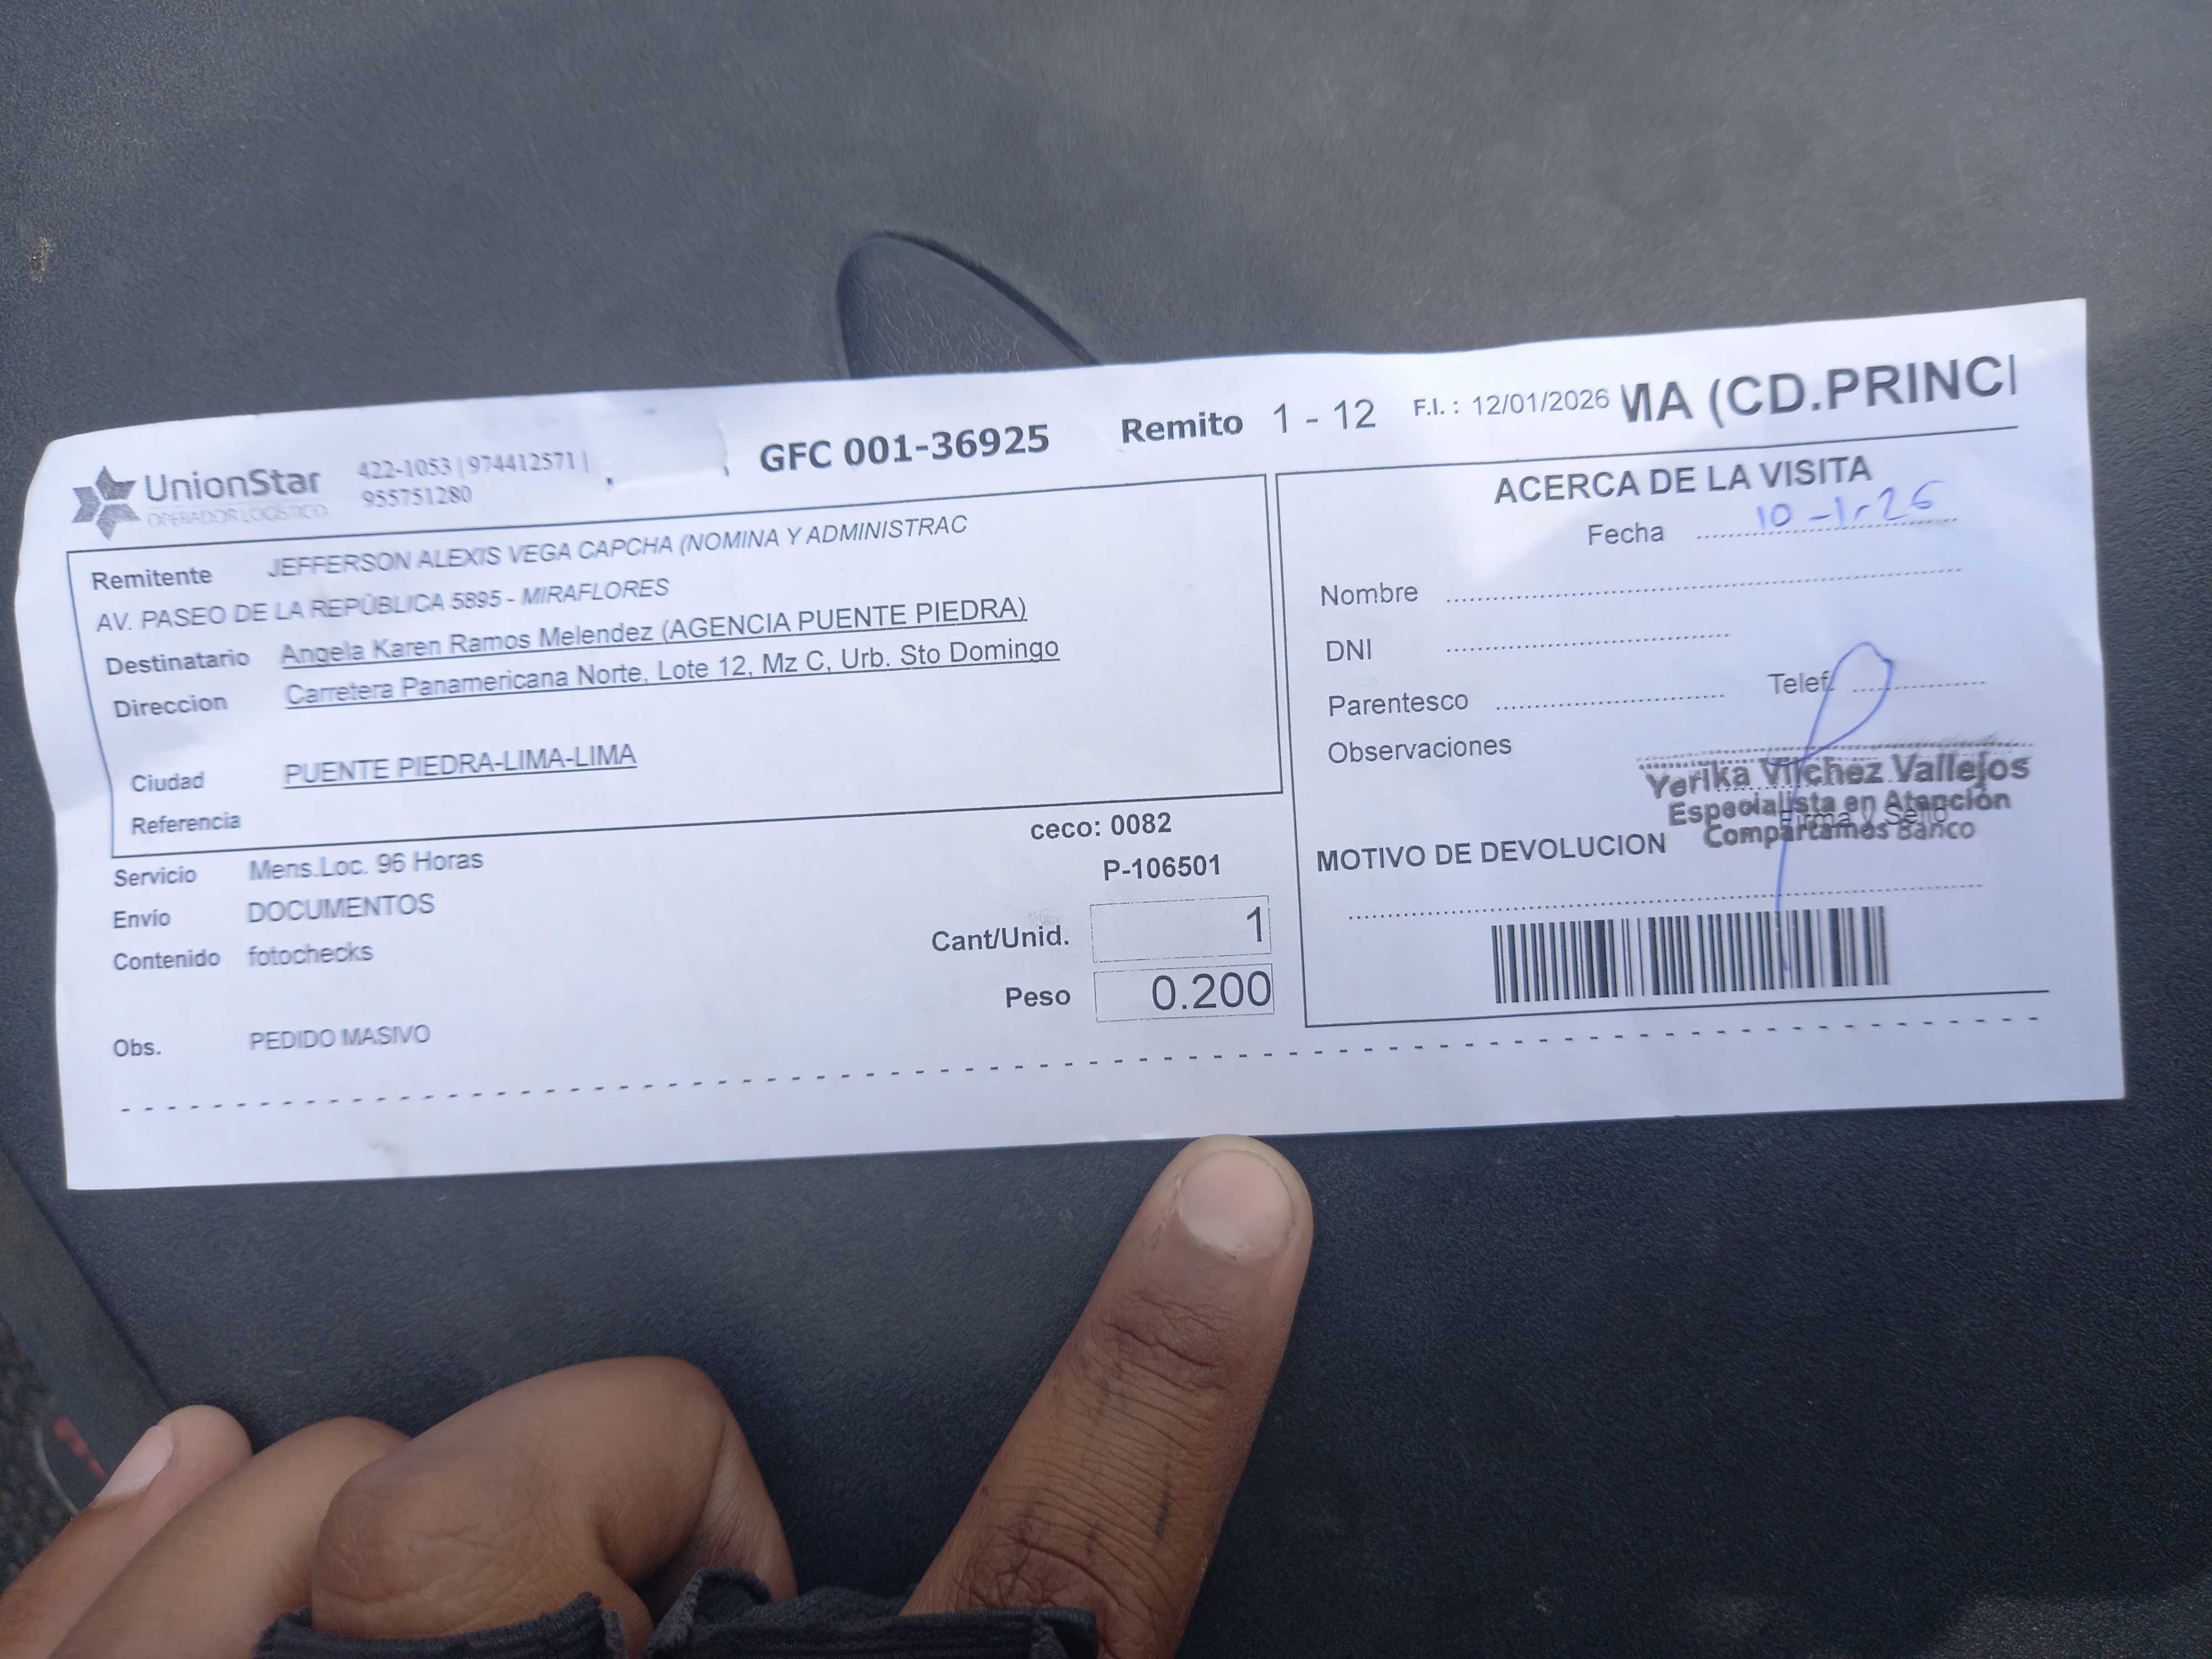 UnionStar
OPERADOR LOGISTICO
422-1053 | 974412571 |
955751280
GFC 001-36925
Remito 1 - 12
F.I. : 12/01/2026
MA (CD.PRINCI
Remitente JEFFERSON ALEXIS VEGA CAPCHA (NOMINA Y ADMINISTRAC
AV. PASEO DE LA REPÚBLICA 5895 - MIRAFLORES
Destinatario Angela Karen Ramos Melendez (AGENCIA PUENTE PIEDRA)
Direccion Carretera Panamericana Norte, Lote 12, Mz C, Urb. Sto Domingo
Ciudad PUENTE PIEDRA-LIMA-LIMA
Referencia
ceco: 0082
Servicio Mens.Loc. 96 Horas
P-106501
Envío DOCUMENTOS
Cant/Unid. 1
Contenido fotochecks
Peso 0.200
Obs. PEDIDO MASIVO
ACERCA DE LA VISITA
Fecha 10-1-26
Nombre
DNI
Parentesco Telef.
Observaciones
Yerika Vilchez Vallejos
Especialista en Atención
Firma y Sello
Compartamos Banco
MOTIVO DE DEVOLUCION